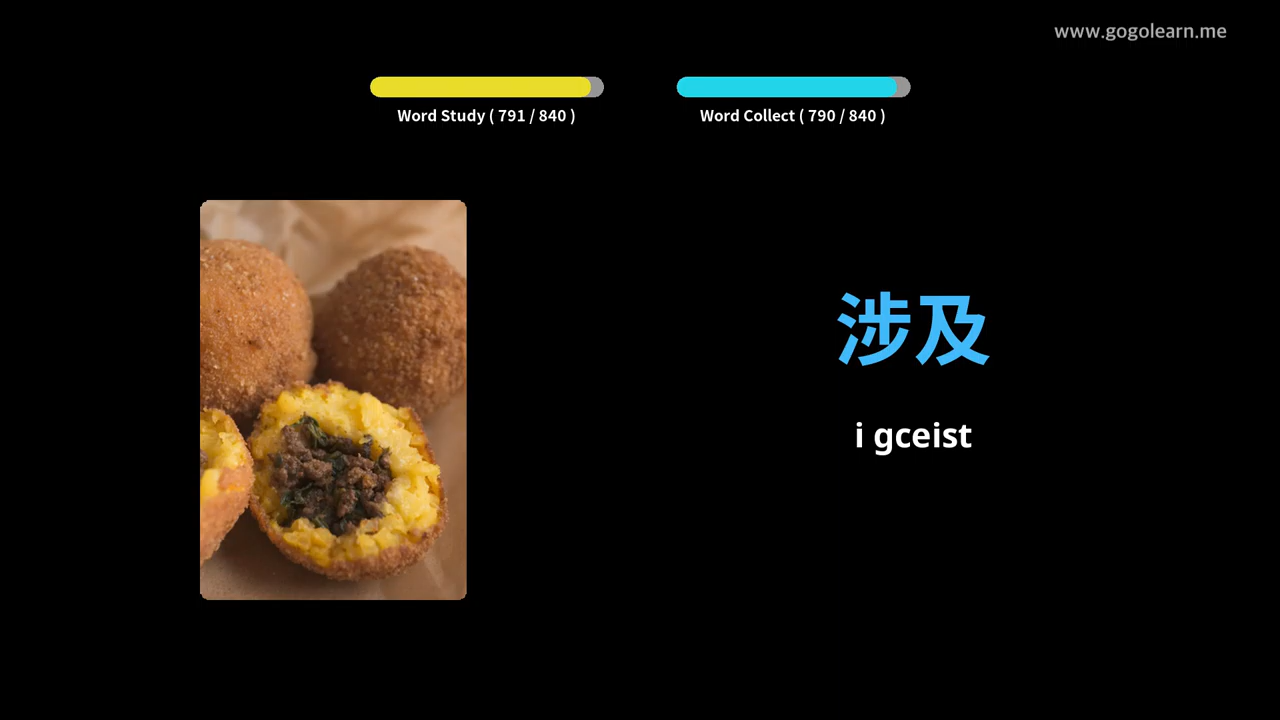 www.gogolearn.me
Word Study ( 791 / 840 )
Word Collect ( 790 / 840 )
涉及
i gceist